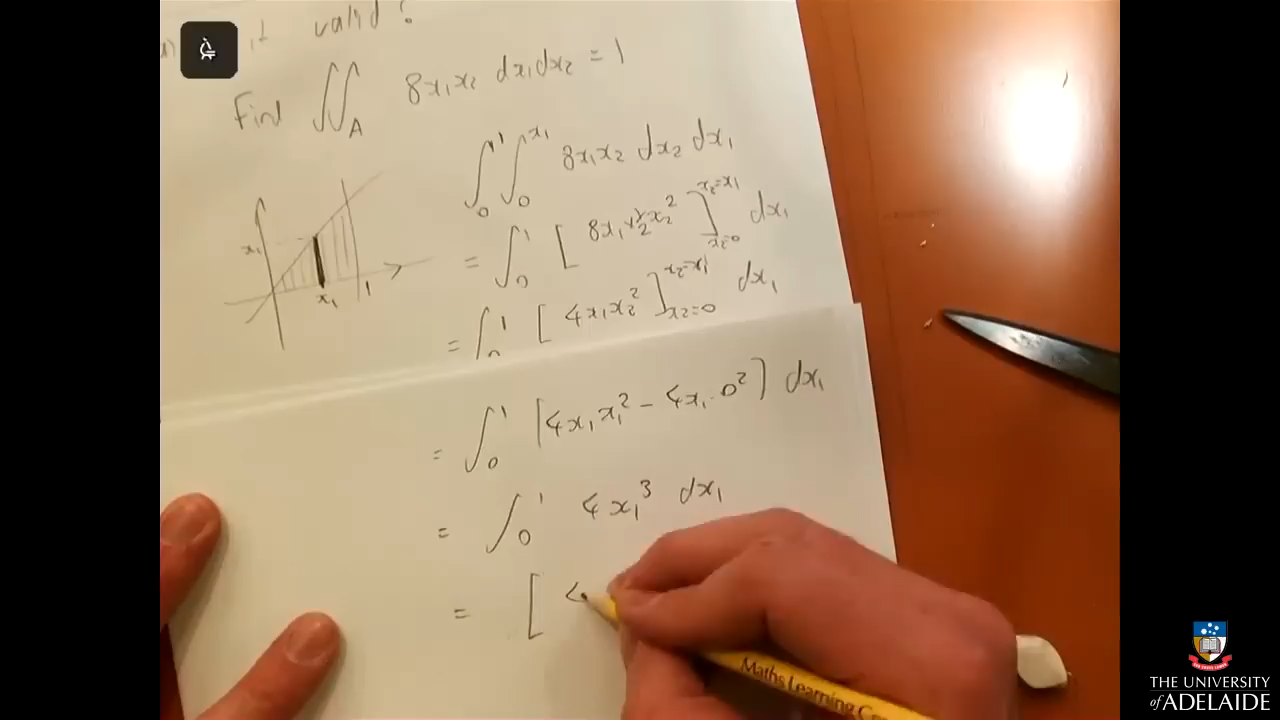 is it valid?
Find ∬_A 8x₁x₂ dx₁dx₂ = 1
∫₀¹ ∫₀^{x₁} 8x₁x₂ dx₂ dx₁
= ∫₀¹ [ 8x₁ × ½x₂² ]_{x₂=0}^{x₂=x₁} dx₁
= ∫₀¹ [ 4x₁x₂² ]_{x₂=0}^{x₂=x₁} dx₁
x₁
x₁ 1
= ∫₀¹ [4x₁x₁² - 4x₁.0²] dx₁
= ∫₀¹ 4x₁³ dx₁
= [
Maths Learning Ce
THE UNIVERSITY
of ADELAIDE